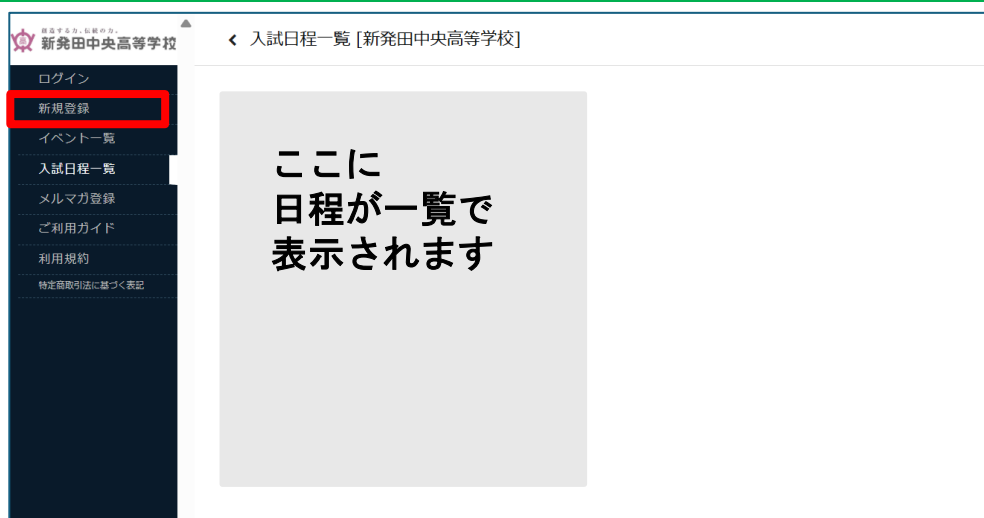 創造する力、伝統の力。
新発田中央高等学校
入試日程一覧 [新発田中央高等学校]
ログイン
新規登録
イベント一覧
入試日程一覧
メルマガ登録
ご利用ガイド
利用規約
特定商取引法に基づく表記
ここに
日程が一覧で
表示されます